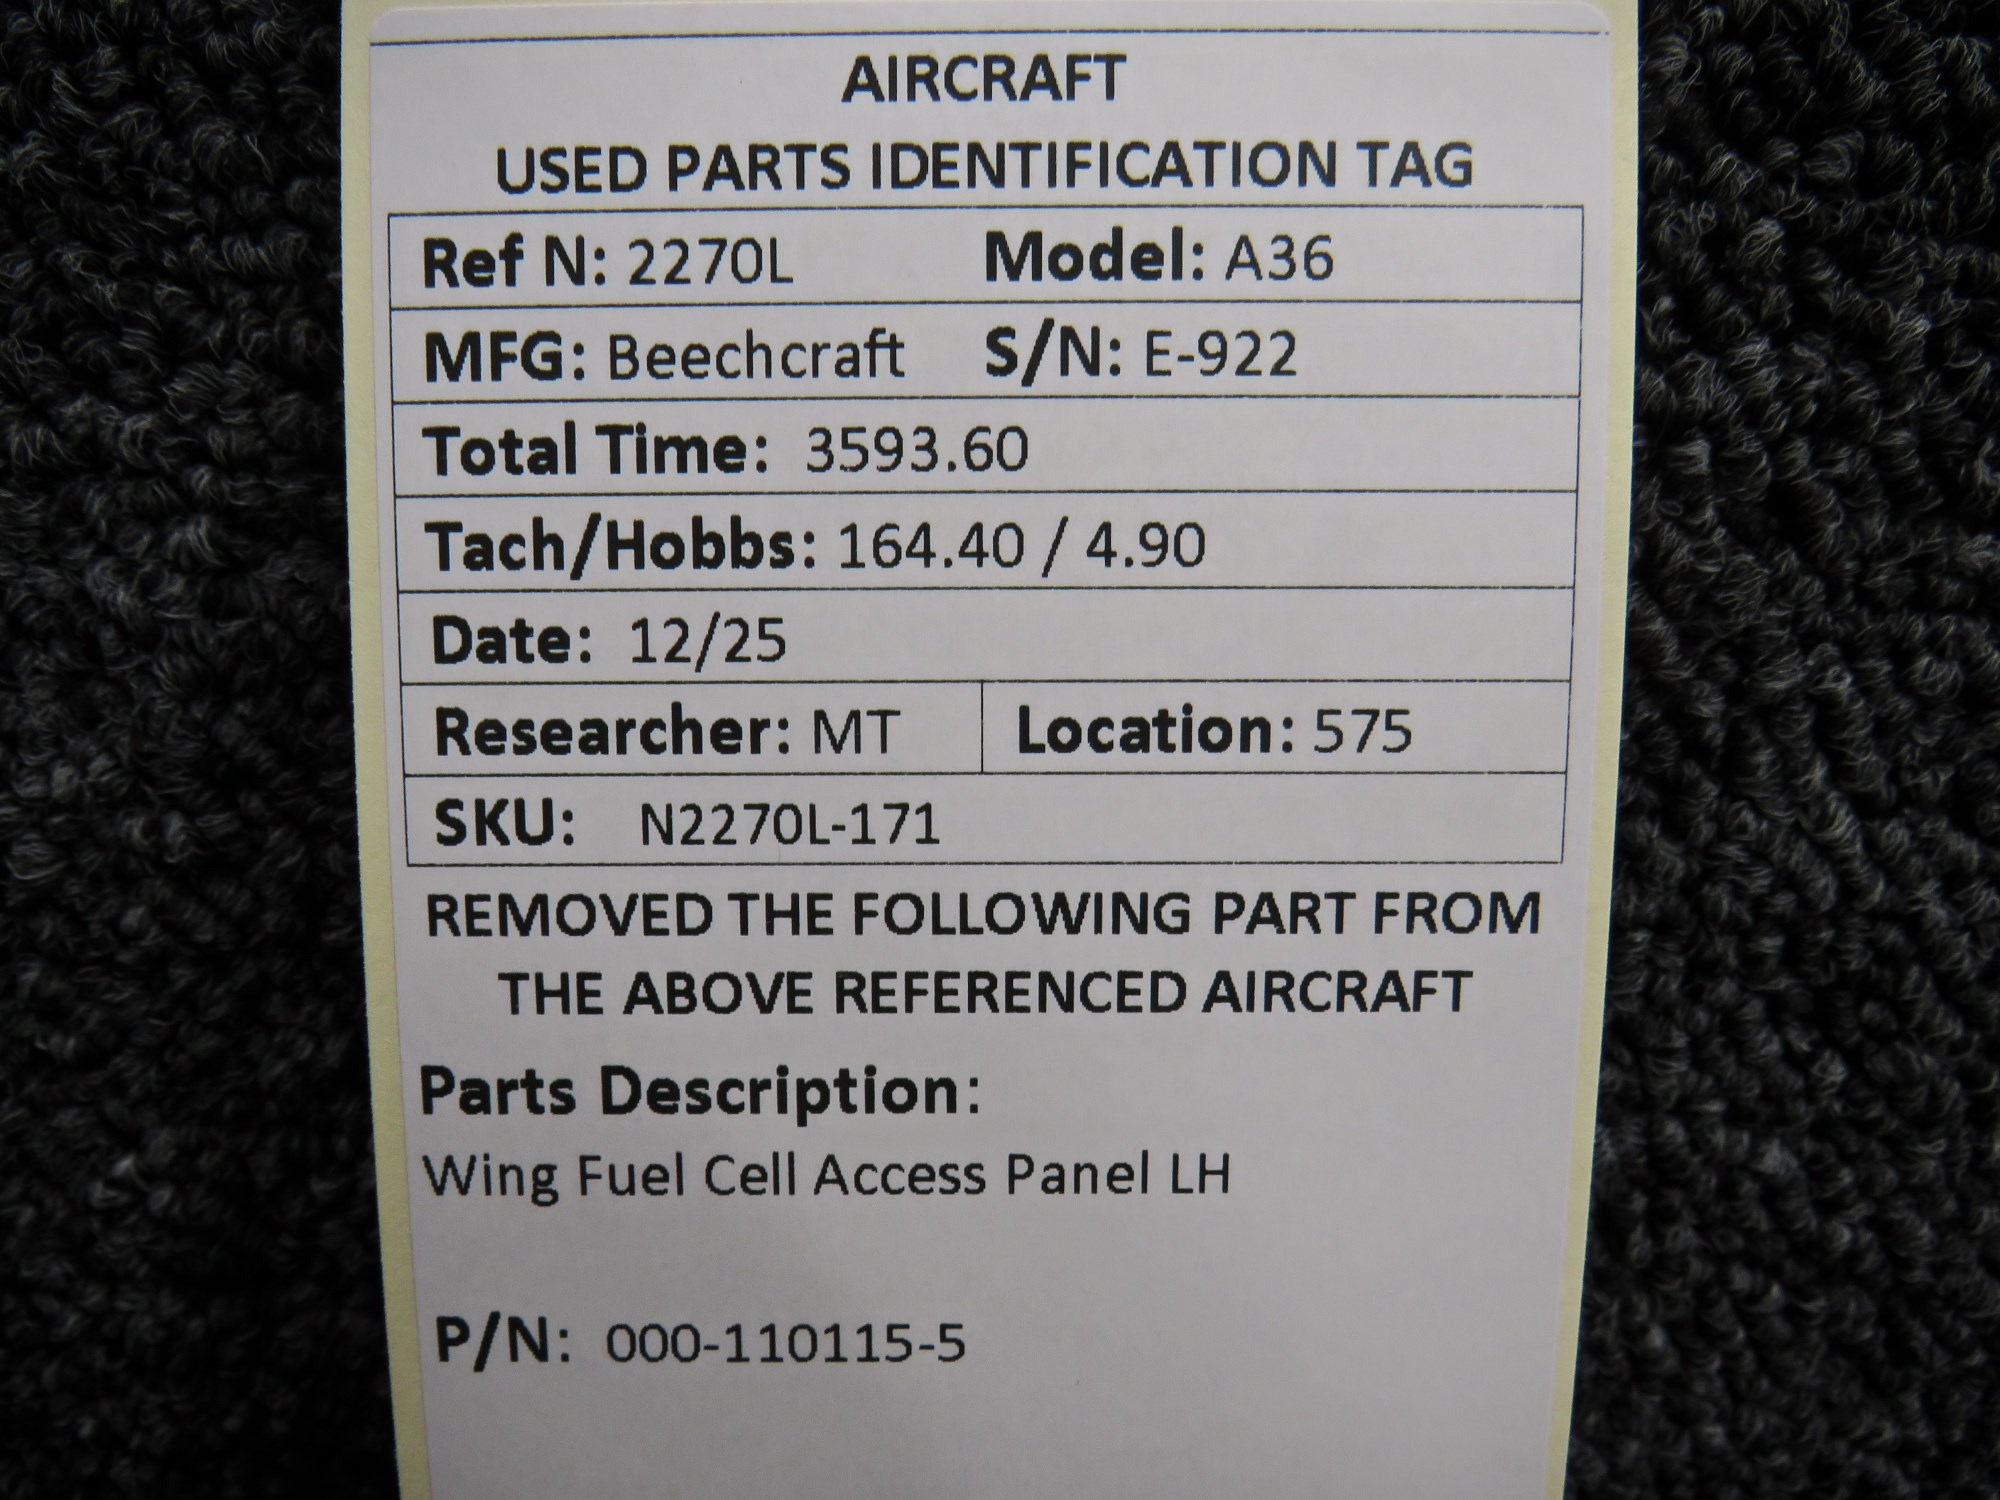 AIRCRAFT
USED PARTS IDENTIFICATION TAG
Ref N: 2270L Model: A36
MFG: Beechcraft S/N: E-922
Total Time: 3593.60
Tach/Hobbs: 164.40 / 4.90
Date: 12/25
Researcher: MT Location: 575
SKU: N2270L-171
REMOVED THE FOLLOWING PART FROM
THE ABOVE REFERENCED AIRCRAFT
Parts Description:
Wing Fuel Cell Access Panel LH
P/N: 000-110115-5